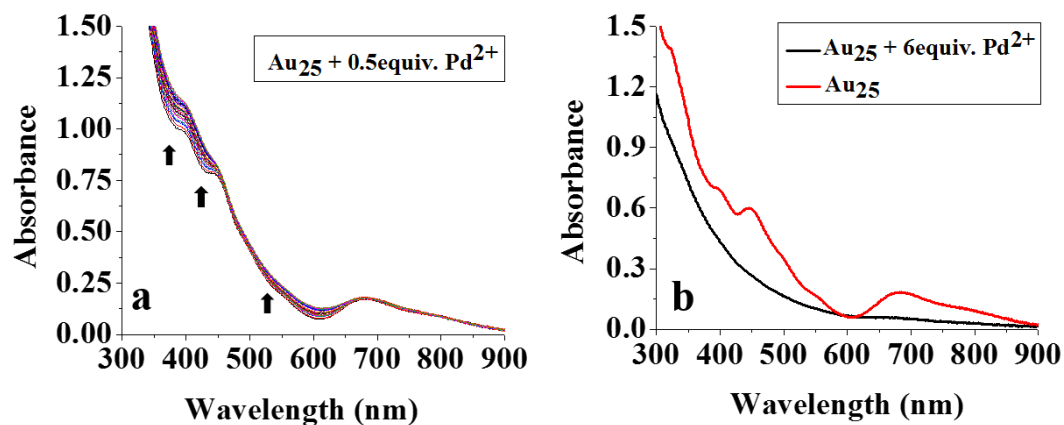 Au25 + 0.5equiv. Pd2+
Absorbance
1.50
1.25
1.00
0.75
0.50
0.25
0.00
a
300 400 500 600 700 800 900
Wavelength (nm)
Au25 + 6equiv. Pd2+
Au25
Absorbance
1.5
1.2
0.9
0.6
0.3
0.0
b
300 400 500 600 700 800 900
Wavelength (nm)